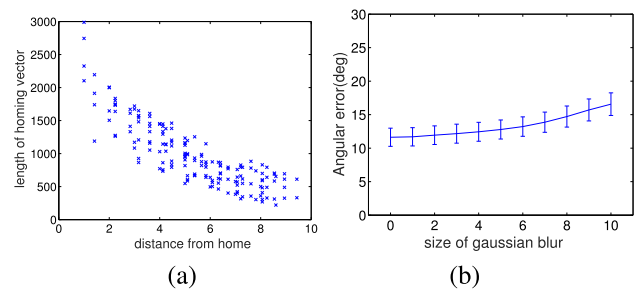 3000
2500
2000
1500
1000
500
0
0 2 4 6 8 10
length of homing vector
distance from home
(a)
30
25
20
15
10
5
0
0 2 4 6 8 10
Angular error(deg)
size of gaussian blur
(b)